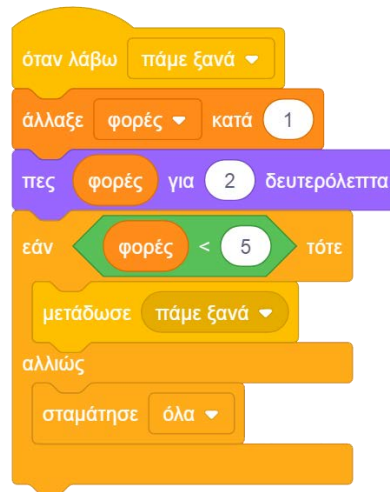 όταν λάβω πάμε ξανά
άλλαξε φορές κατά 1
πες φορές για 2 δευτερόλεπτα
εάν φορές < 5 τότε
μετάδωσε πάμε ξανά
αλλιώς
σταμάτησε όλα